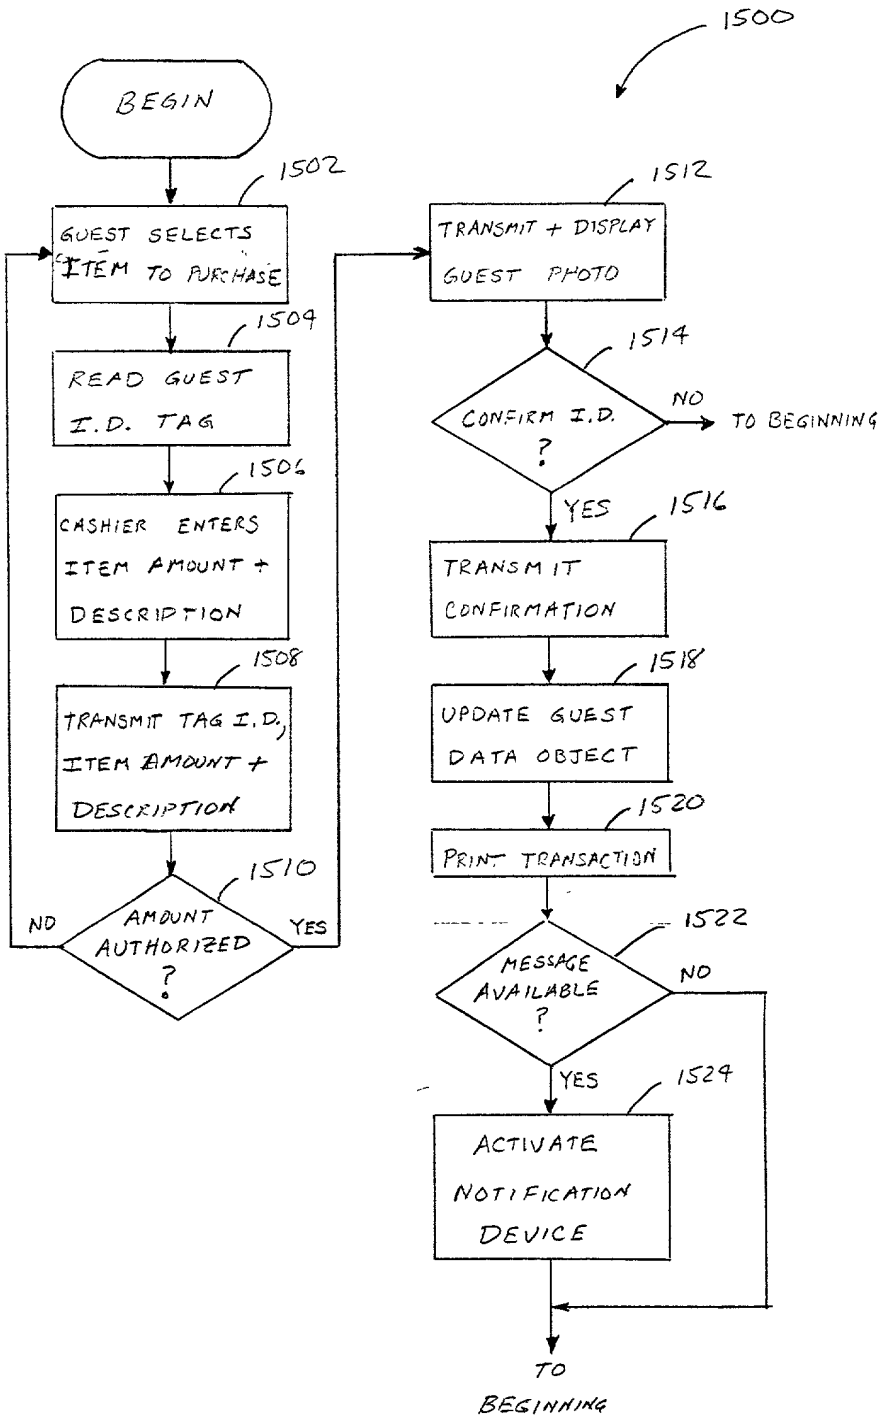 1500
BEGIN
1502
GUEST SELECTS
ITEM TO PURCHASE
1504
READ GUEST
I.D. TAG
1506
CASHIER ENTERS
ITEM AMOUNT +
DESCRIPTION
1508
TRANSMIT TAG I.D.,
ITEM AMOUNT +
DESCRIPTION
1510
NO
AMOUNT
AUTHORIZED
?
YES
1512
TRANSMIT + DISPLAY
GUEST PHOTO
1514
CONFIRM I.D.
?
NO
TO BEGINNING
YES
1516
TRANSMIT
CONFIRMATION
1518
UPDATE GUEST
DATA OBJECT
1520
PRINT TRANSACTION
1522
MESSAGE
AVAILABLE
?
NO
YES
1524
ACTIVATE
NOTIFICATION
DEVICE
TO
BEGINNING